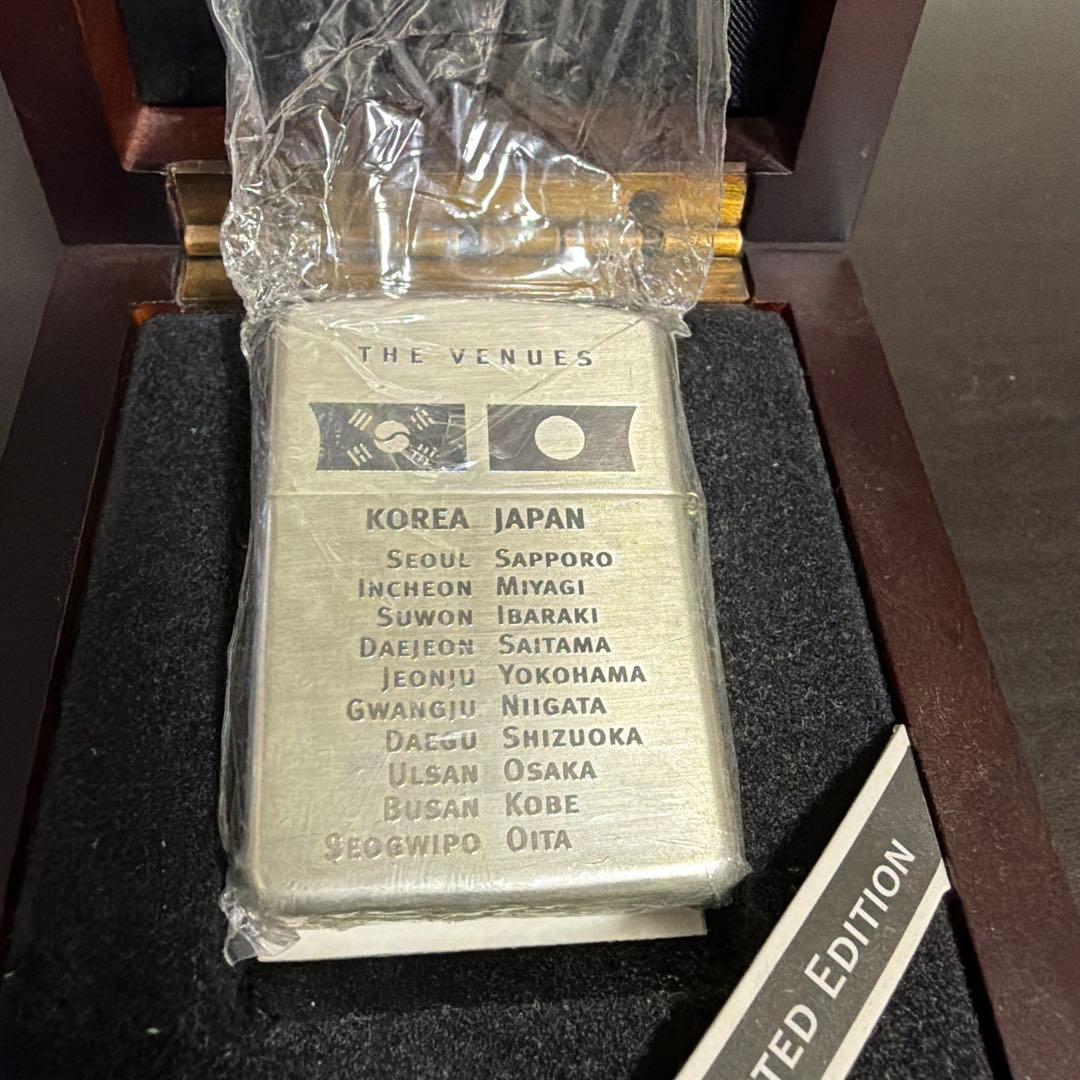 THE VENUES
KOREA JAPAN
SEOUL SAPPORO
INCHEON MIYAGI
SUWON IBARAKI
DAEJEON SAITAMA
JEONJU YOKOHAMA
GWANGJU NIIGATA
DAEGU SHIZUOKA
ULSAN OSAKA
BUSAN KOBE
SEOGWIPO OITA
TED EDITION